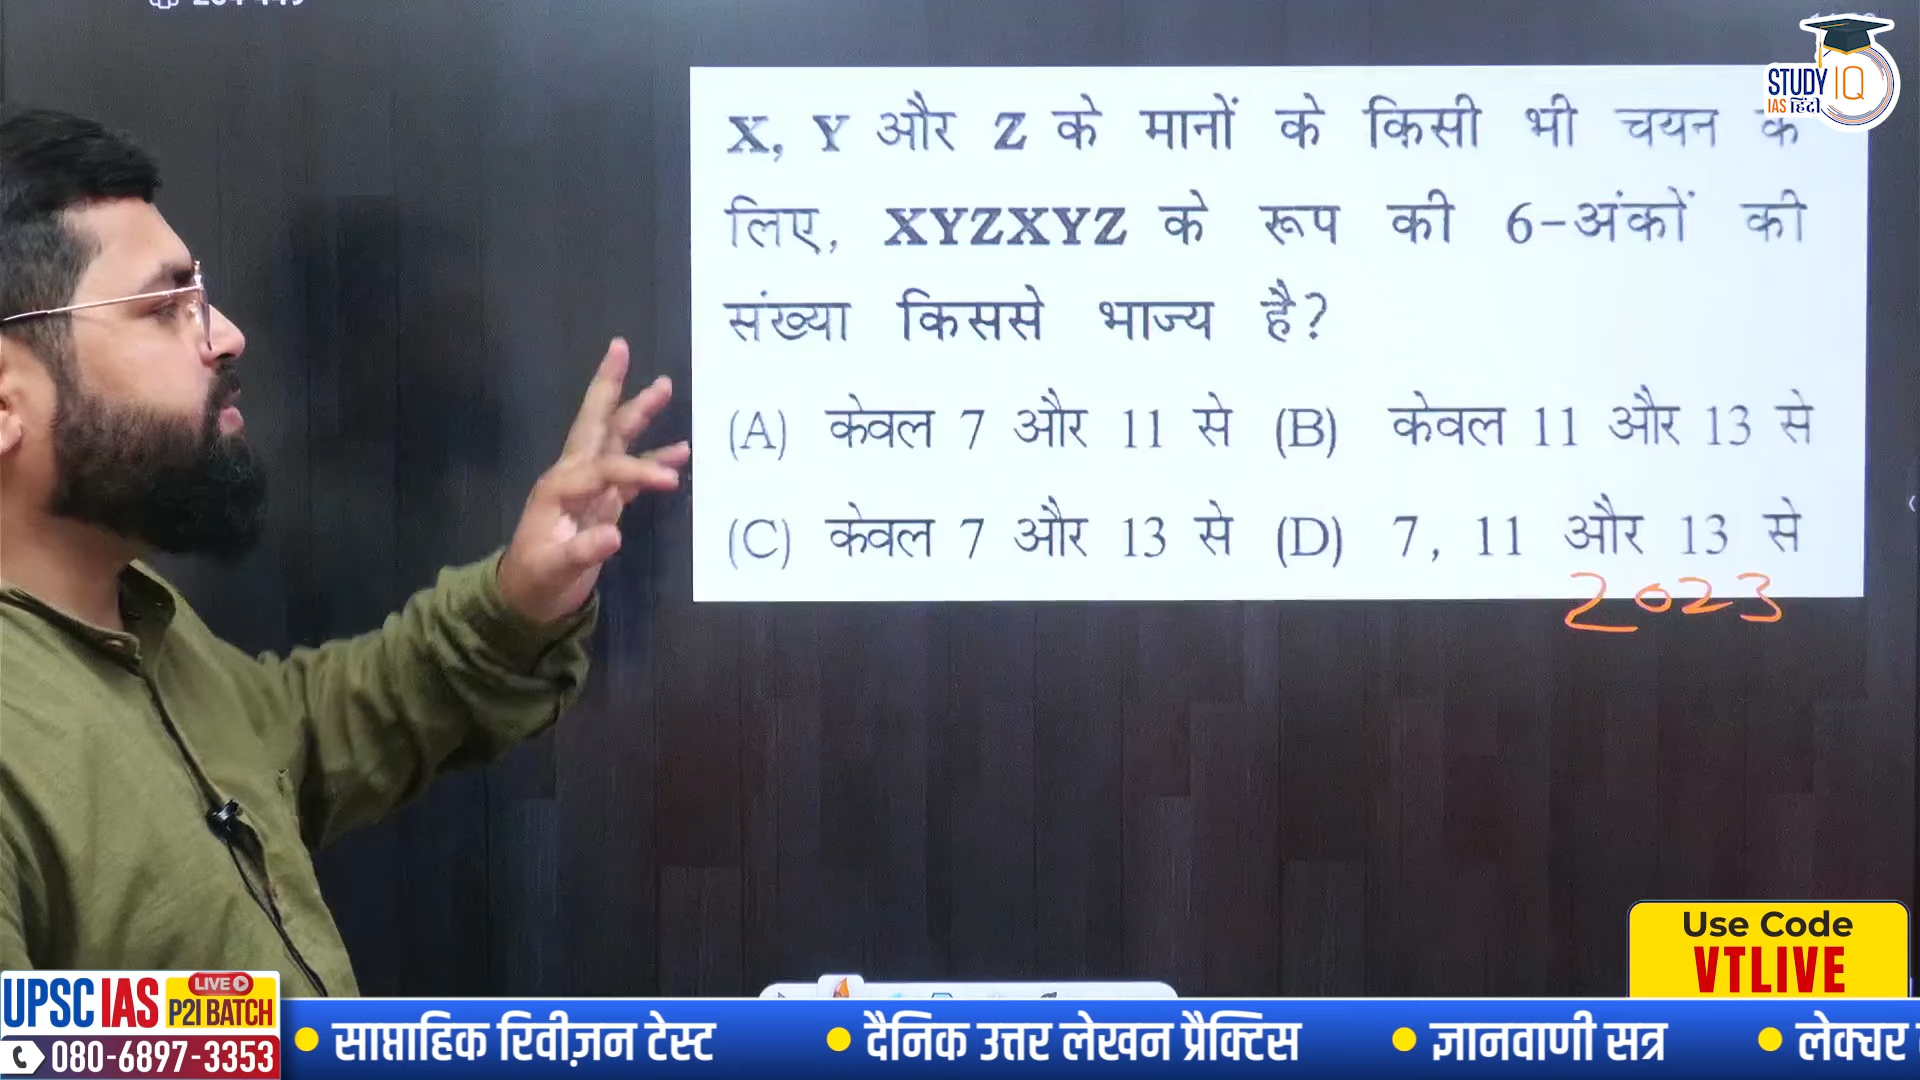 STUDY IQ
IAS हिंदी
X, Y और Z के मानों के किसी भी चयन के
लिए, XYZXYZ के रूप की 6-अंकों की
संख्या किससे भाज्य है?
(A) केवल 7 और 11 से (B) केवल 11 और 13 से
(C) केवल 7 और 13 से (D) 7, 11 और 13 से
2023
Use Code
VTLIVE
UPSC IAS LIVE P2I BATCH
080-6897-3353
साप्ताहिक रिवीज़न टेस्ट
दैनिक उत्तर लेखन प्रैक्टिस
ज्ञानवाणी सत्र
लेक्चर